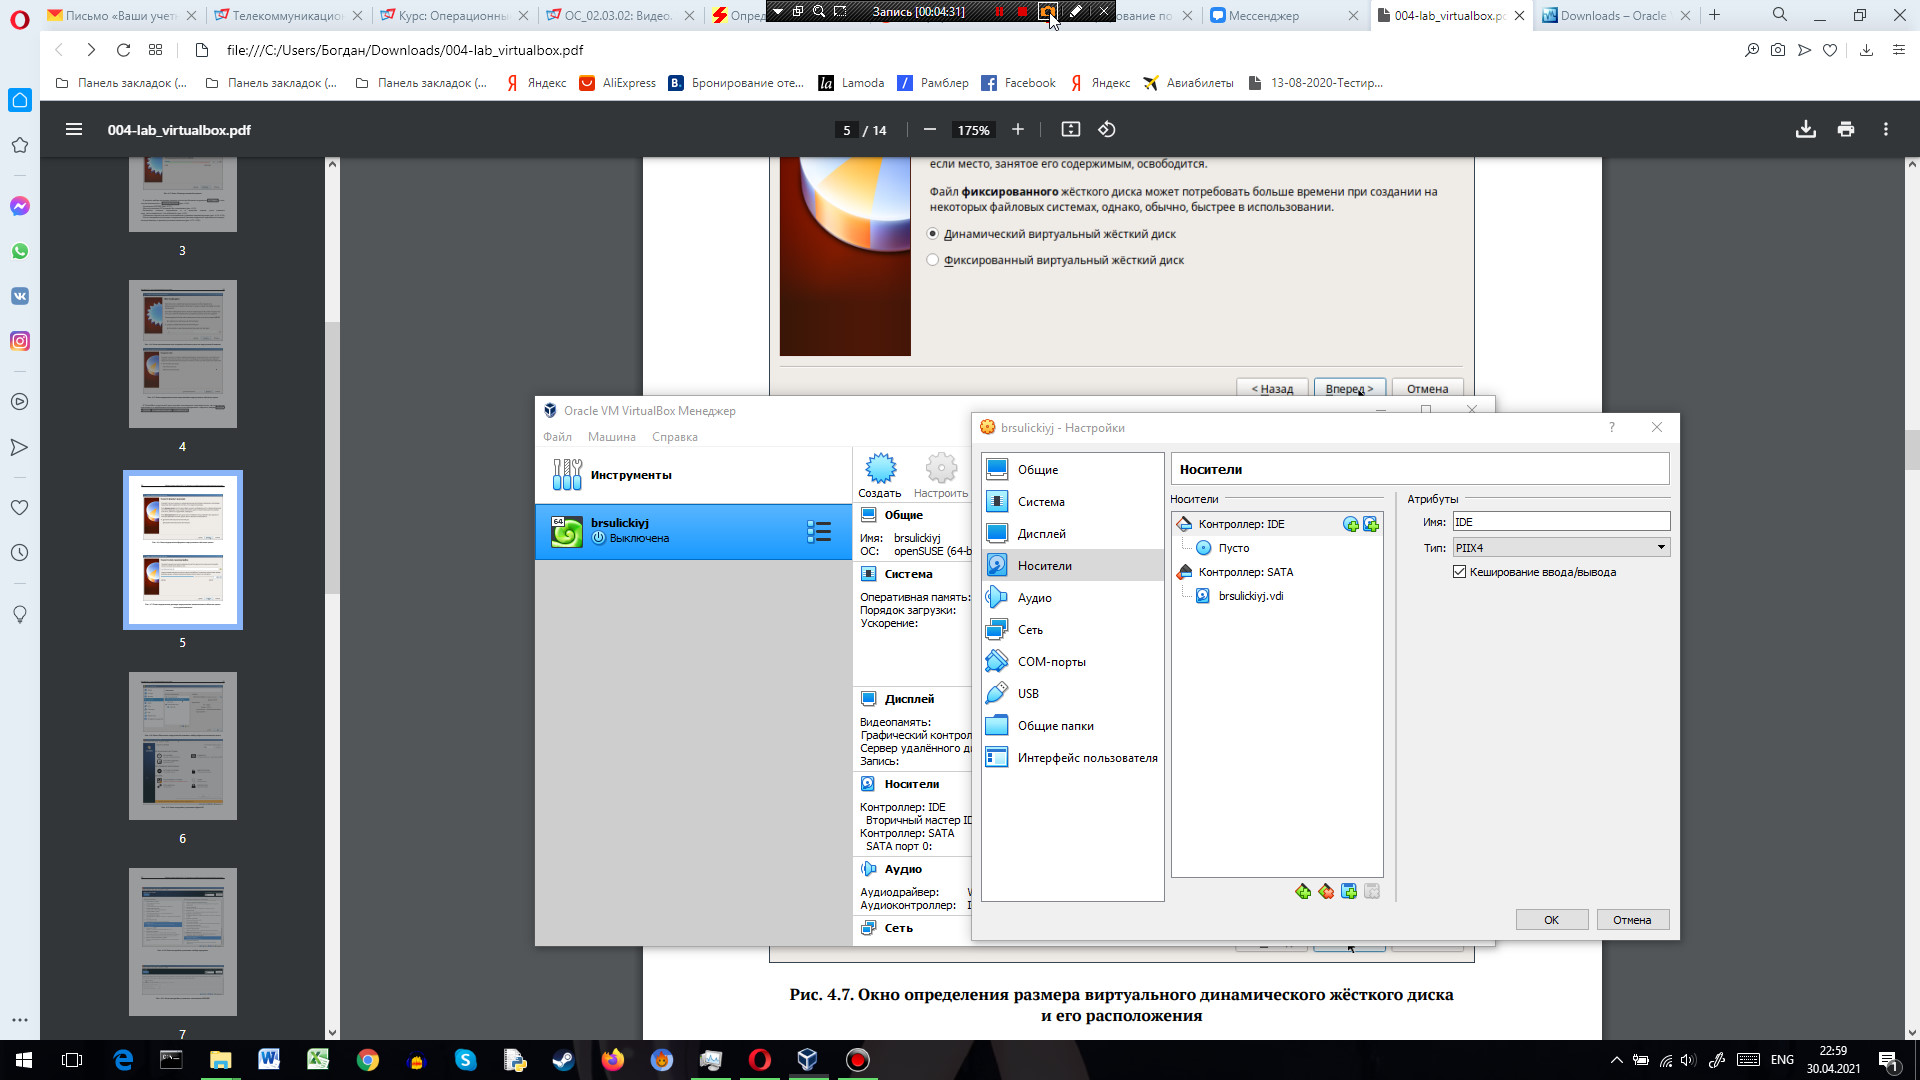 Письмо «Ваши учет
Телекоммуникацио
Курс: Операционны
ОС_02.03.02: Видео.
Опред
Запись [00:04:31]
ование по
Мессенджер
004-lab_virtualbox.pd
Downloads – Oracle
file:///C:/Users/Богдан/Downloads/004-lab_virtualbox.pdf
Панель закладок (...
Панель закладок (...
Панель закладок (...
Яндекс
AliExpress
Бронирование оте...
Lamoda
Рамблер
Facebook
Яндекс
Авиабилеты
13-08-2020-Тестир...
004-lab_virtualbox.pdf
5 / 14
175%
3
4
5
6
7
если место, занятое его содержимым, освободится.
Файл фиксированного жёсткого диска может потребовать больше времени при создании на
некоторых файловых системах, однако, обычно, быстрее в использовании.
Динамический виртуальный жёсткий диск
Фиксированный виртуальный жёсткий диск
< Назад
Вперед >
Отмена
Oracle VM VirtualBox Менеджер
Файл
Машина
Справка
Инструменты
64
brsulickiyj
Выключена
Создать
Настроить
Общие
Имя: brsulickiyj
ОС: openSUSE (64-b
Система
Оперативная память:
Порядок загрузки:
Ускорение:
Дисплей
Видеопамять:
Графический контрол
Сервер удалённого д
Запись:
Носители
Контроллер: IDE
Вторичный мастер ID
Контроллер: SATA
SATA порт 0:
Аудио
Аудиодрайвер:
Аудиоконтроллер:
Сеть
brsulickiyj - Настройки
?
Общие
Система
Дисплей
Носители
Аудио
Сеть
COM-порты
USB
Общие папки
Интерфейс пользователя
Носители
Носители
Контроллер: IDE
Пусто
Контроллер: SATA
brsulickiyj.vdi
Атрибуты
Имя: IDE
Тип: PIIX4
Кеширование ввода/вывода
OK
Отмена
Рис. 4.7. Окно определения размера виртуального динамического жёсткого диска
и его расположения
ENG
22:59
30.04.2021
1